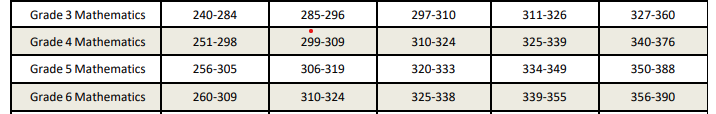 Grade 3 Mathematics 240-284 285-296 297-310 311-326 327-360
Grade 4 Mathematics 251-298 299-309 310-324 325-339 340-376
Grade 5 Mathematics 256-305 306-319 320-333 334-349 350-388
Grade 6 Mathematics 260-309 310-324 325-338 339-355 356-390